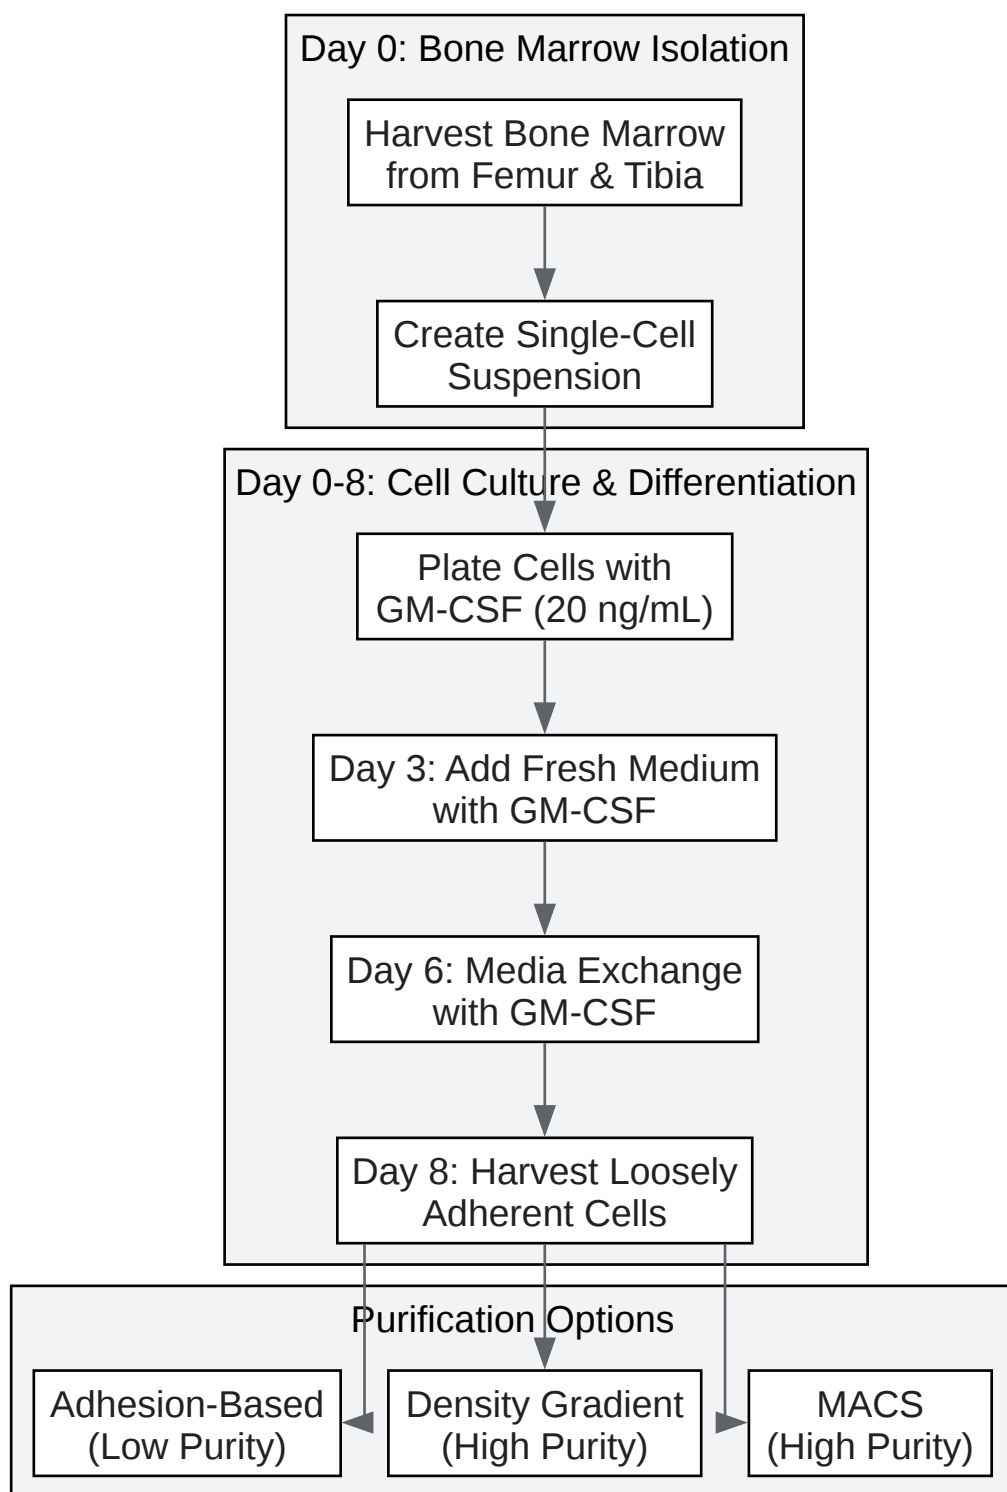 Day 0: Bone Marrow Isolation
Harvest Bone Marrow
from Femur & Tibia
Create Single-Cell
Suspension
Day 0-8: Cell Culture & Differentiation
Plate Cells with
GM-CSF (20 ng/mL)
Day 3: Add Fresh Medium
with GM-CSF
Day 6: Media Exchange
with GM-CSF
Day 8: Harvest Loosely
Adherent Cells
Purification Options
Adhesion-Based
(Low Purity)
Density Gradient
(High Purity)
MACS
(High Purity)